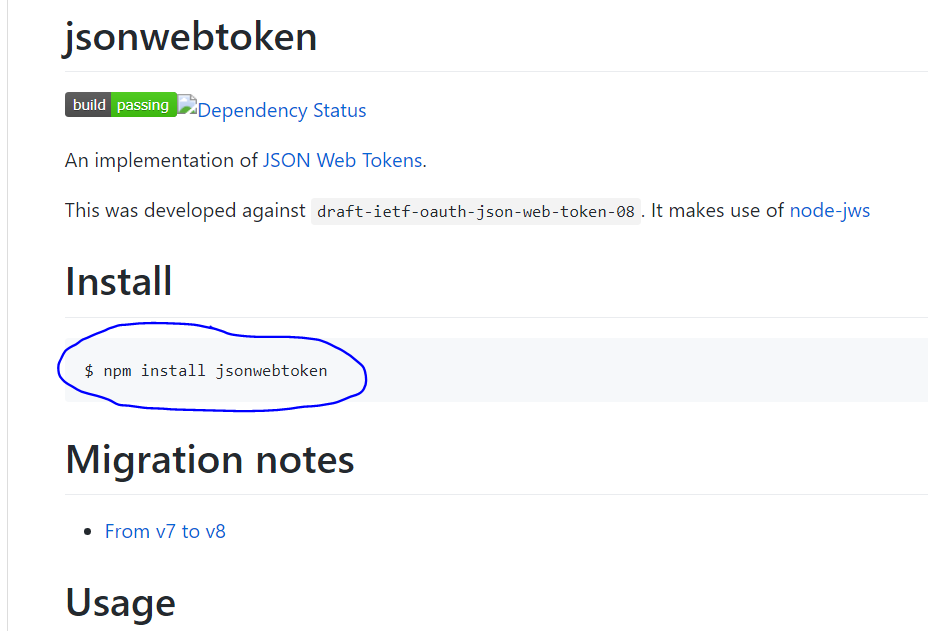 jsonwebtoken
build passing Dependency Status
An implementation of JSON Web Tokens.
This was developed against draft-ietf-oauth-json-web-token-08. It makes use of node-jws
Install
$ npm install jsonwebtoken
Migration notes
• From v7 to v8
Usage